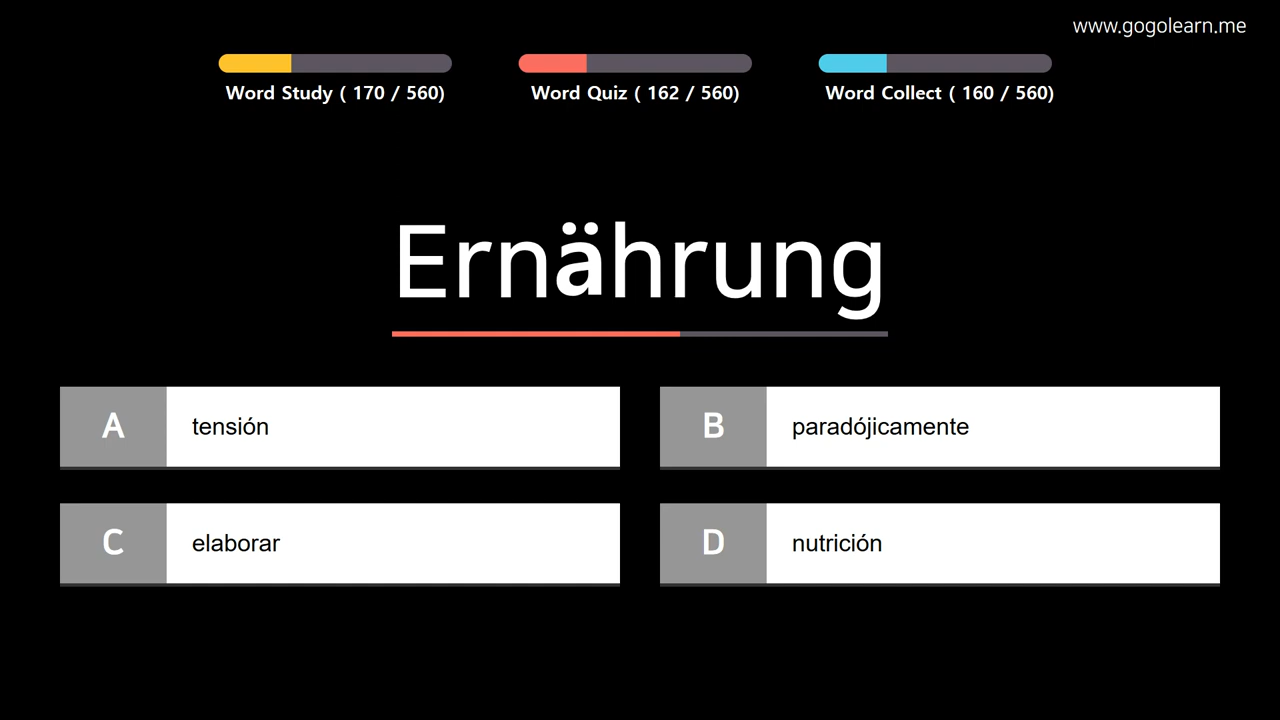 www.gogolearn.me
Word Study ( 170 / 560)
Word Quiz ( 162 / 560)
Word Collect ( 160 / 560)
Ernährung
A
tensión
B
paradójicamente
C
elaborar
D
nutrición